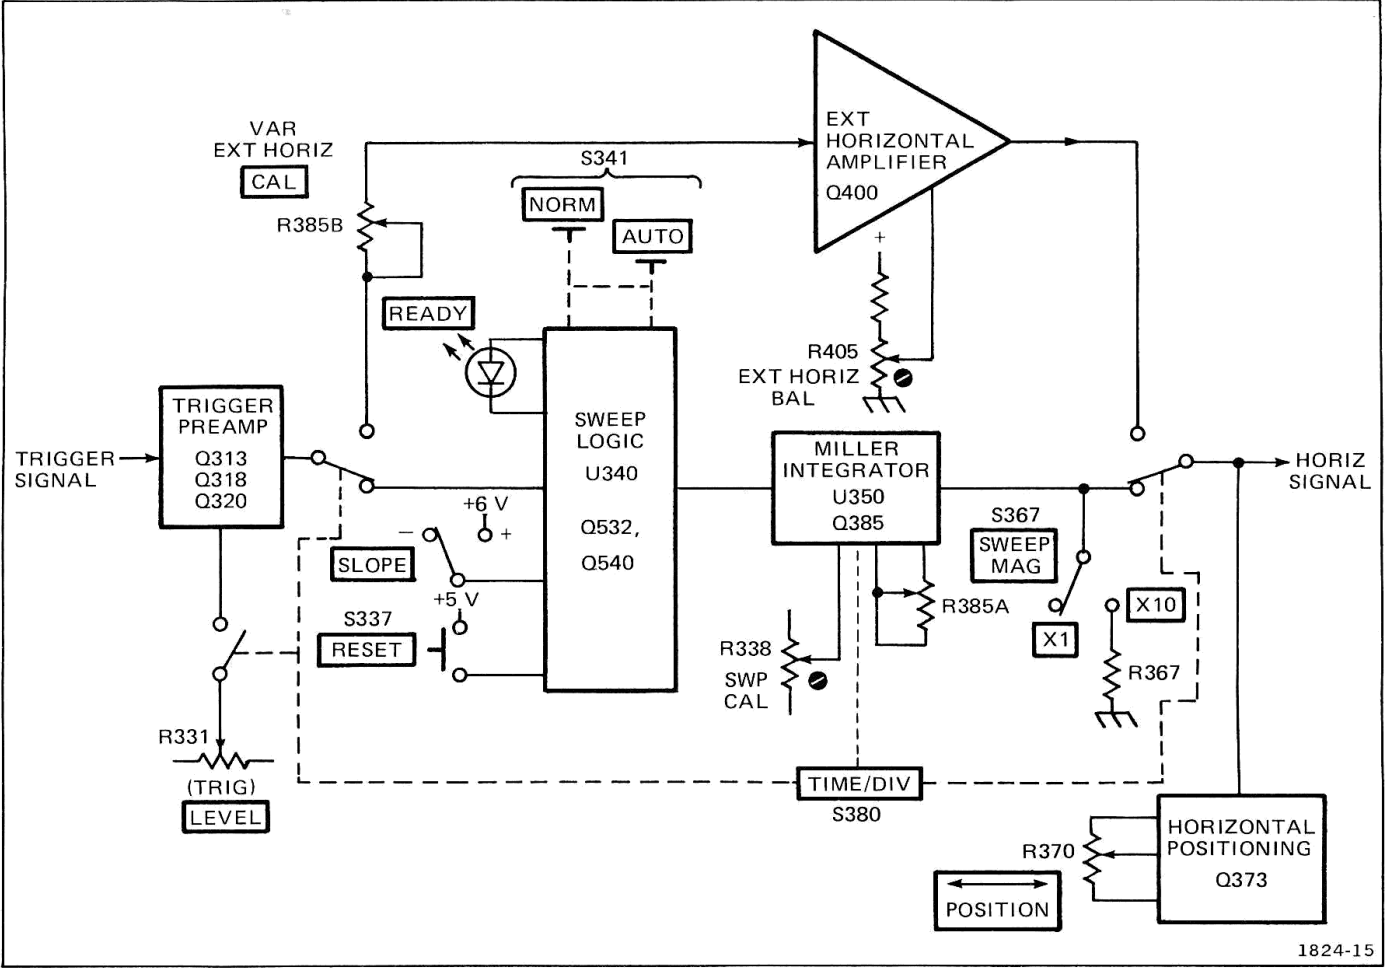 VAR
EXT HORIZ
CAL
R385B
S341
NORM
AUTO
EXT
HORIZONTAL
AMPLIFIER
Q400
+
READY
R405
EXT HORIZ
BAL
TRIGGER
SIGNAL
TRIGGER
PREAMP
Q313
Q318
Q320
SWEEP
LOGIC
U340
Q532,
Q540
MILLER
INTEGRATOR
U350
Q385
HORIZ
SIGNAL
+6 V
− +
SLOPE
+5 V
S337
RESET
S367
SWEEP
MAG
X1
X10
R367
R385A
R338
SWP
CAL
R331
(TRIG)
LEVEL
TIME/DIV
S380
R370
POSITION
HORIZONTAL
POSITIONING
Q373
1824-15